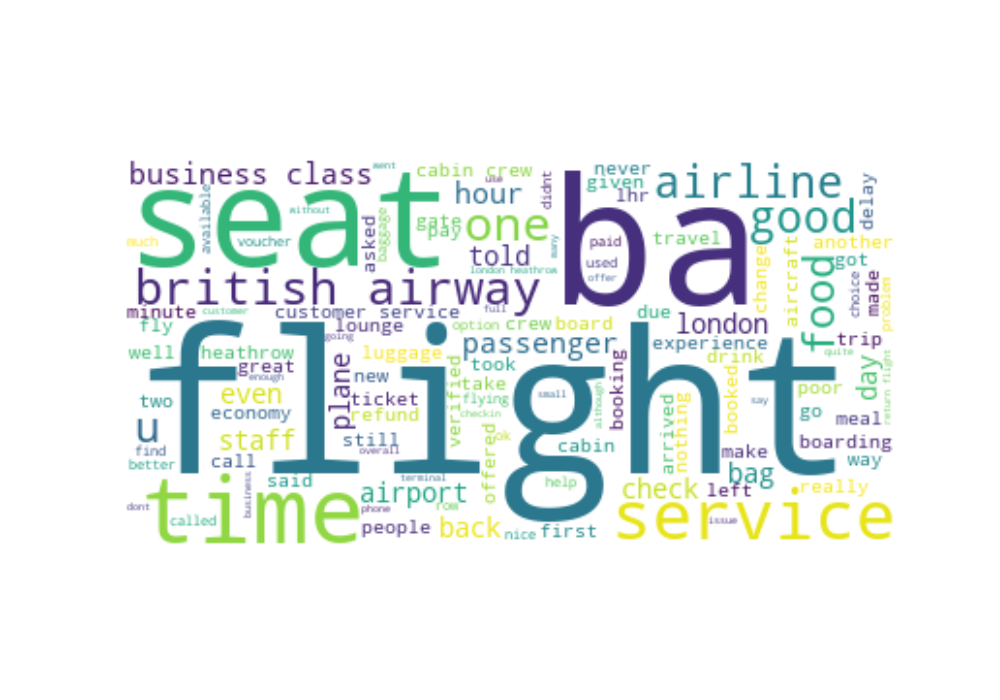 business class
went
cabin crew
use
never
airline
seat
without
available
voucher
much
asked
baggage
gate
pay
hour
one
told
london heathrow
didnt
many
ba
given
lhr
paid
used
offer
travel
good
delay
change
aircraft
another
got
food
choice
made
problem
british airway
minute
customer
customer service
full
going
lounge
option
crew
board
due
london
experience
trip
fly
well
heathrow
great
enough
two
economy
even
new
luggage
plane
ticket
refund
verified
passenger
took
take
flying
checkin
small
although
booking
drink
booked
nothing
arrived
quite
day
return flight
poor
go
meal
flight
u
find
better
staff
call
still
overall
said
ok
offered
cabin
say
make
boarding
way
time
dont
called
business
airport
terminal
phone
row
people
back
help
nice
first
check
left
bag
really
issue
service